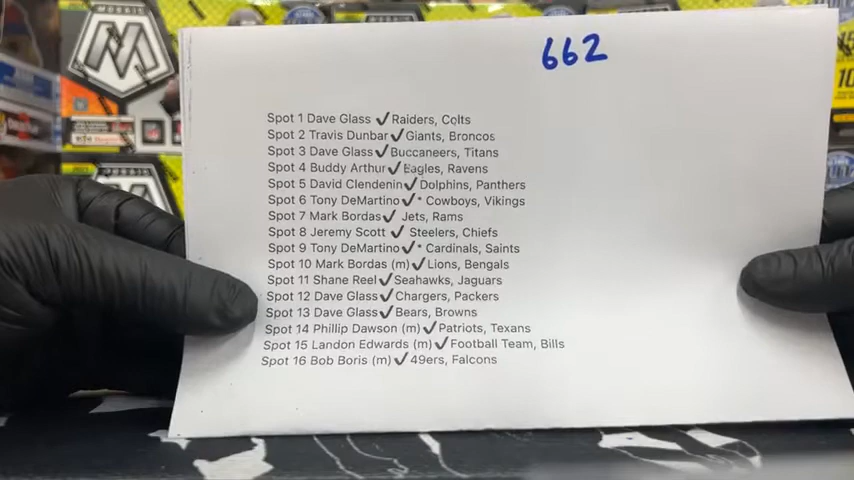 MOSAIC
662
Spot 1 Dave Glass ✓ Raiders, Colts
Spot 2 Travis Dunbar ✓ Giants, Broncos
Spot 3 Dave Glass ✓ Buccaneers, Titans
Spot 4 Buddy Arthur ✓ Eagles, Ravens
Spot 5 David Clendenin ✓ Dolphins, Panthers
Spot 6 Tony DeMartino ✓ * Cowboys, Vikings
Spot 7 Mark Bordas ✓ Jets, Rams
Spot 8 Jeremy Scott ✓ Steelers, Chiefs
Spot 9 Tony DeMartino ✓ * Cardinals, Saints
Spot 10 Mark Bordas (m) ✓ Lions, Bengals
Spot 11 Shane Reel ✓ Seahawks, Jaguars
Spot 12 Dave Glass ✓ Chargers, Packers
Spot 13 Dave Glass ✓ Bears, Browns
Spot 14 Phillip Dawson (m) ✓ Patriots, Texans
Spot 15 Landon Edwards (m) ✓ Football Team, Bills
Spot 16 Bob Boris (m) ✓ 49ers, Falcons